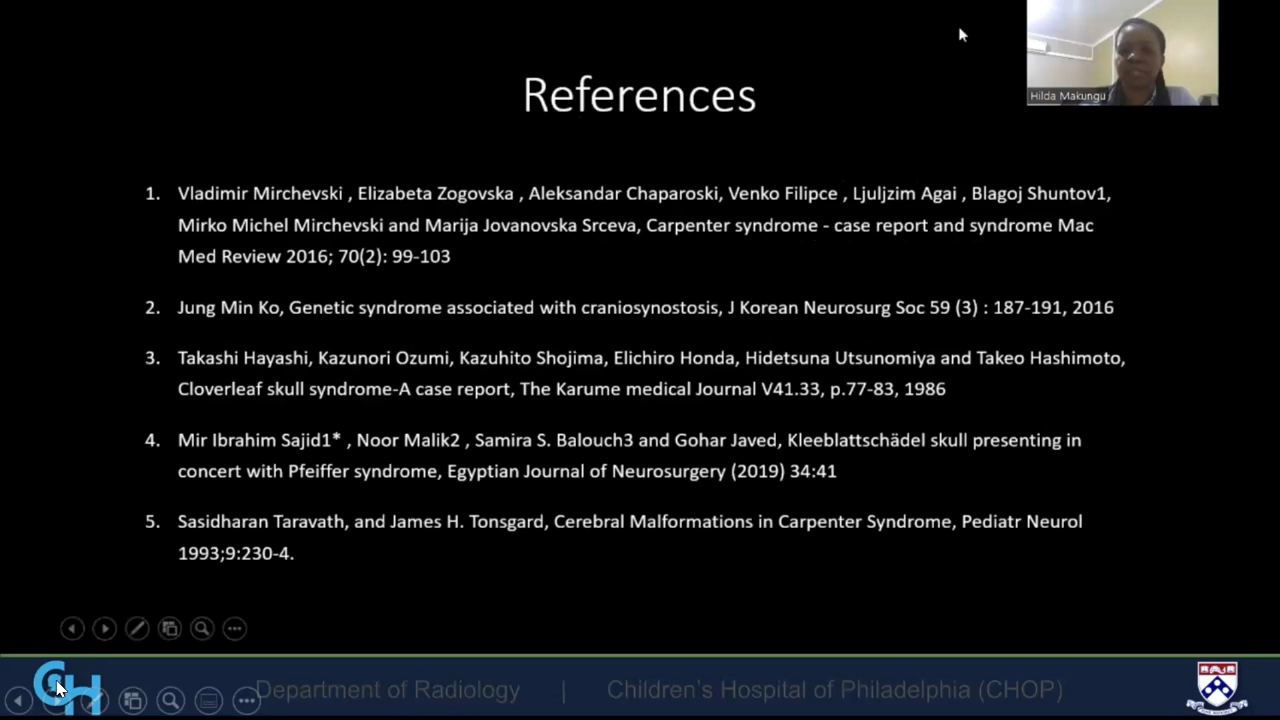 Hilda Makungu
References
1. Vladimir Mirchevski , Elizabeta Zogovska , Aleksandar Chaparoski, Venko Filipce , Ljuljzim Agai , Blagoj Shuntov1,
Mirko Michel Mirchevski and Marija Jovanovska Srceva, Carpenter syndrome - case report and syndrome Mac
Med Review 2016; 70(2): 99-103
2. Jung Min Ko, Genetic syndrome associated with craniosynostosis, J Korean Neurosurg Soc 59 (3) : 187-191, 2016
3. Takashi Hayashi, Kazunori Ozumi, Kazuhito Shojima, Elichiro Honda, Hidetsuna Utsunomiya and Takeo Hashimoto,
Cloverleaf skull syndrome-A case report, The Karume medical Journal V41.33, p.77-83, 1986
4. Mir Ibrahim Sajid1* , Noor Malik2 , Samira S. Balouch3 and Gohar Javed, Kleeblattschädel skull presenting in
concert with Pfeiffer syndrome, Egyptian Journal of Neurosurgery (2019) 34:41
5. Sasidharan Taravath, and James H. Tonsgard, Cerebral Malformations in Carpenter Syndrome, Pediatr Neurol
1993;9:230-4.
Department of Radiology | Children's Hospital of Philadelphia (CHOP)